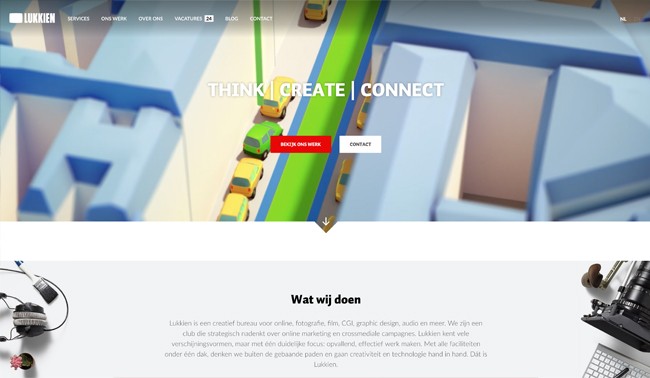 LUKKIEN
SERVICES ONS WERK OVER ONS VACATURES 26 BLOG CONTACT NL
THINK | CREATE | CONNECT
BEKIJK ONS WERK CONTACT
Wat wij doen
Lukkien is een creatief bureau voor online, fotografie, film, CGI, graphic design, audio en meer. We zijn een
club die strategisch nadenkt over online marketing en crossmediale campagnes. Lukkien kent vele
verschijningsvormen, maar met één duidelijke focus: opvallend, effectief werk maken. Met alle faciliteiten
onder één dak, denken we buiten de gebaande paden en gaan creativiteit en technologie hand in hand. Dát is
Lukkien.